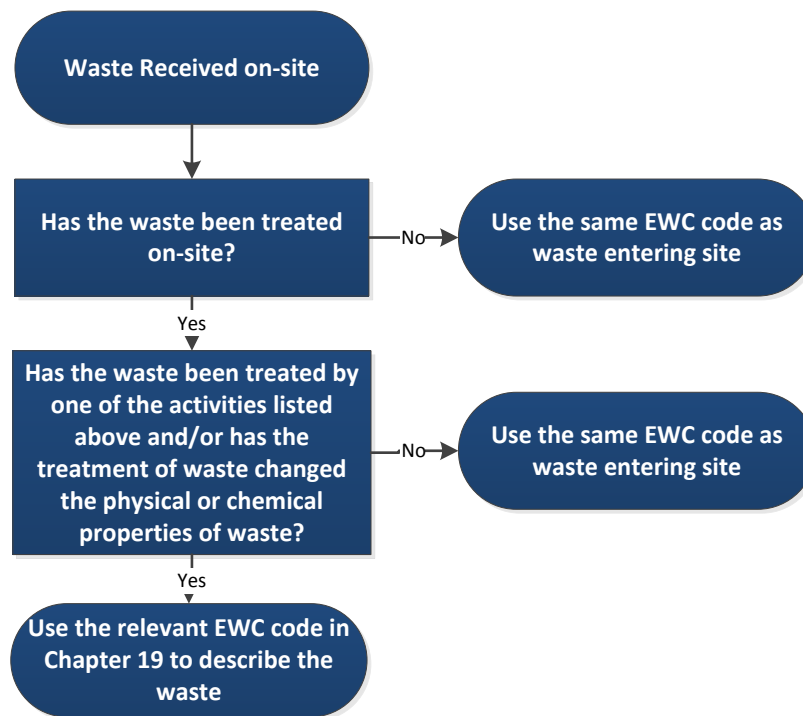 Waste Received on-site
Has the waste been treated
on-site?
No
Use the same EWC code as
waste entering site
Yes
Has the waste been treated by
one of the activities listed
above and/or has the
treatment of waste changed
the physical or chemical
properties of waste?
No
Use the same EWC code as
waste entering site
Yes
Use the relevant EWC code in
Chapter 19 to describe the
waste